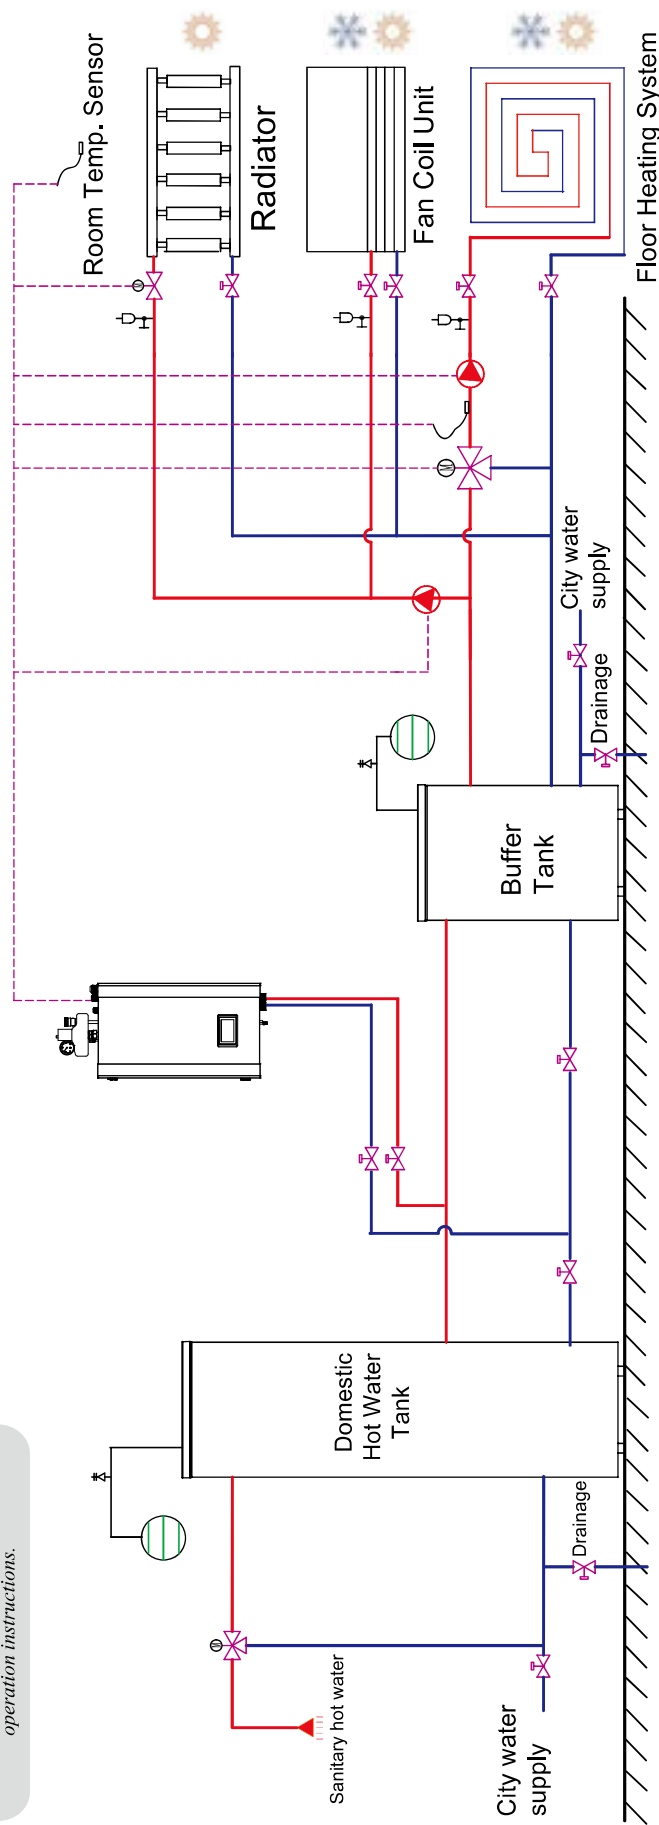 operation instructions.
Room Temp. Sensor
Radiator
Fan Coil Unit
Floor Heating System
City water
supply
Drainage
Buffer
Tank
Domestic
Hot Water
Tank
Drainage
Sanitary hot water
City water
supply